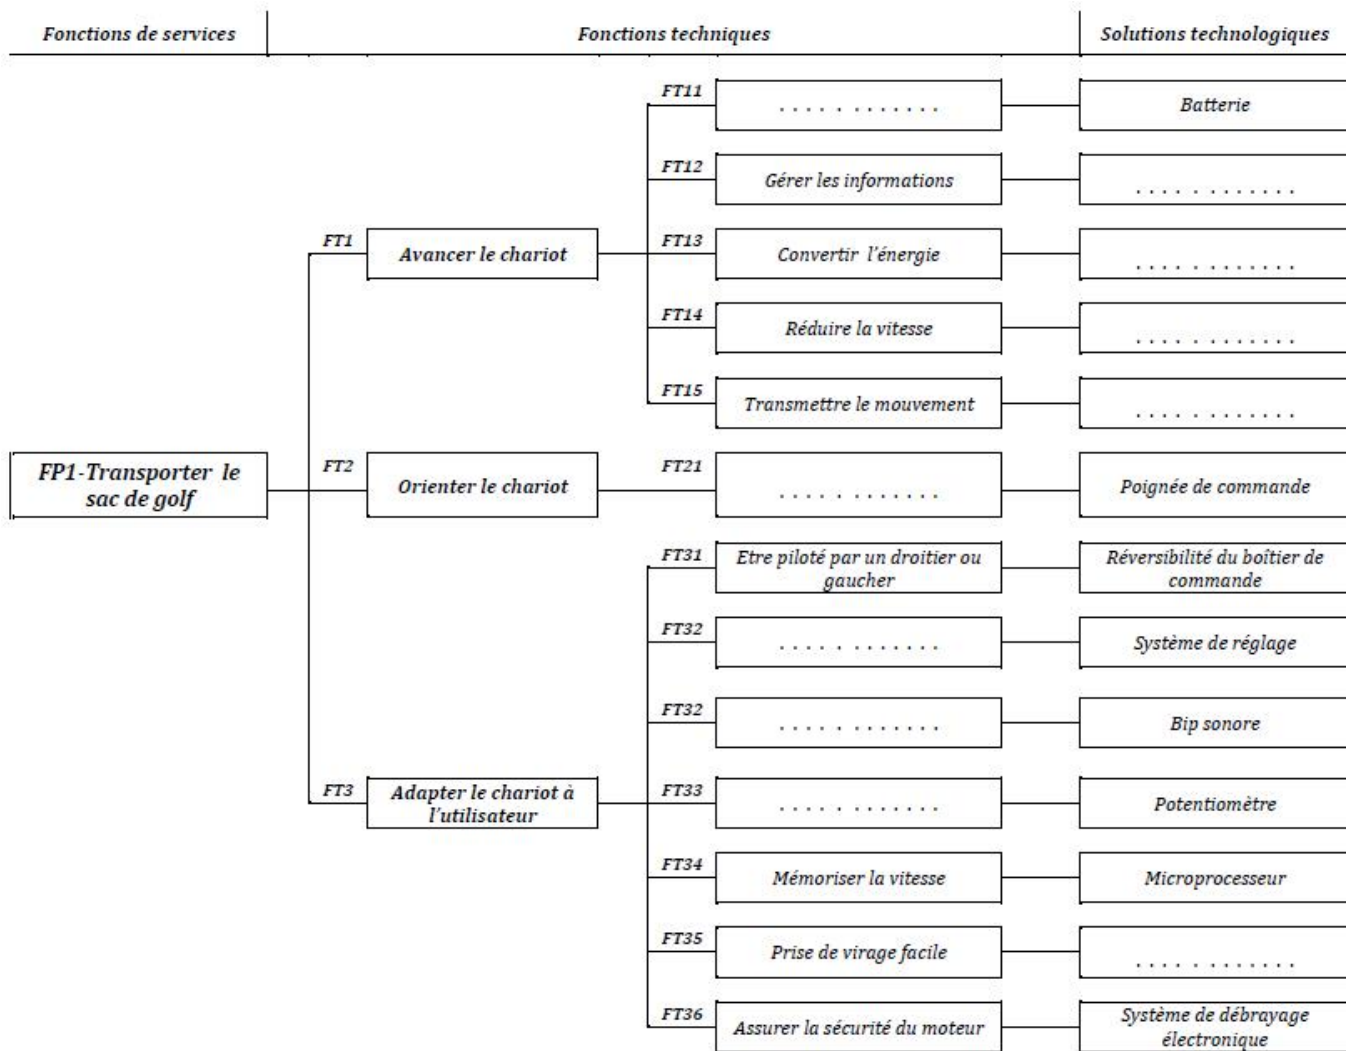 Fonctions de services
Fonctions techniques
Solutions technologiques
FT11
. . . . . . . . . . . .
Batterie
FT12
Gérer les informations
. . . . . . . . . . . .
FT1
Avancer le chariot
FT13
Convertir l'énergie
. . . . . . . . . . . .
FT14
Réduire la vitesse
. . . . . . . . . . . .
FT15
Transmettre le mouvement
. . . . . . . . . . . .
FP1-Transporter le
sac de golf
FT2
Orienter le chariot
FT21
. . . . . . . . . . . .
Poignée de commande
FT31
Etre piloté par un droitier ou
gaucher
Réversibilité du boîtier de
commande
FT32
. . . . . . . . . . . .
Système de réglage
FT32
. . . . . . . . . . . .
Bip sonore
FT3
Adapter le chariot à
l'utilisateur
FT33
. . . . . . . . . . . .
Potentiomètre
FT34
Mémoriser la vitesse
Microprocesseur
FT35
Prise de virage facile
. . . . . . . . . . . .
FT36
Assurer la sécurité du moteur
Système de débrayage
électronique